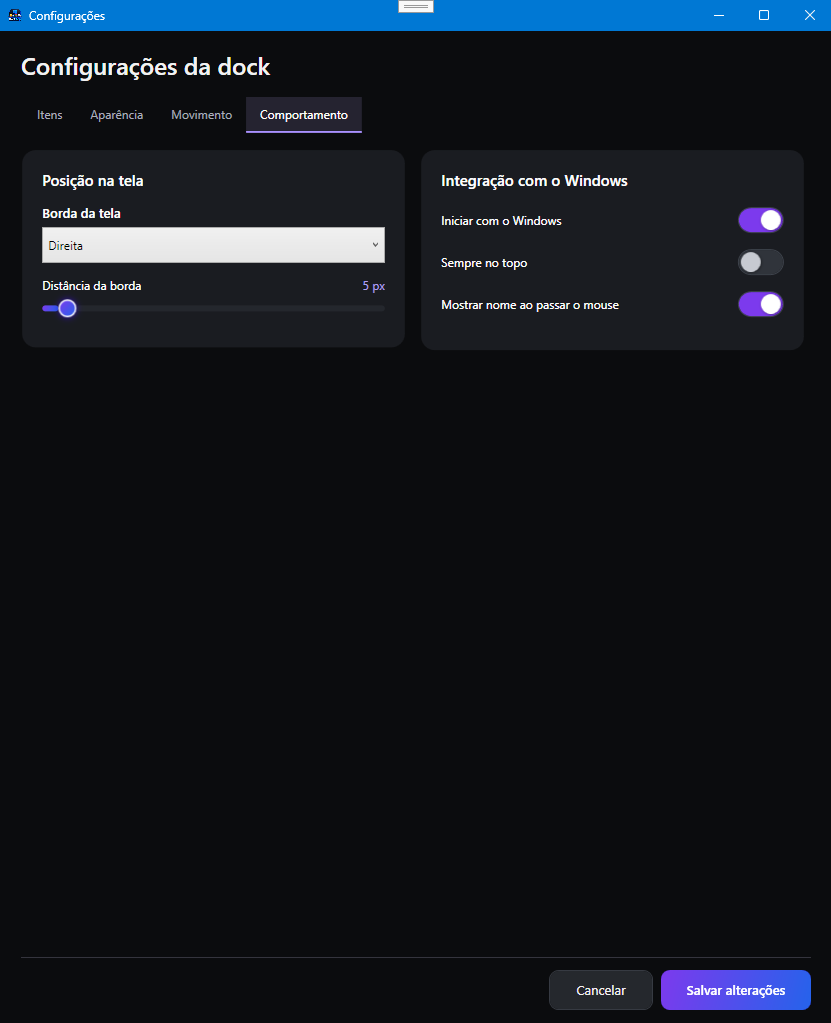 Configurações
Configurações da dock
Itens
Aparência
Movimento
Comportamento
Posição na tela
Borda da tela
Direita
Distância da borda
5 px
Integração com o Windows
Iniciar com o Windows
Sempre no topo
Mostrar nome ao passar o mouse
Cancelar
Salvar alterações